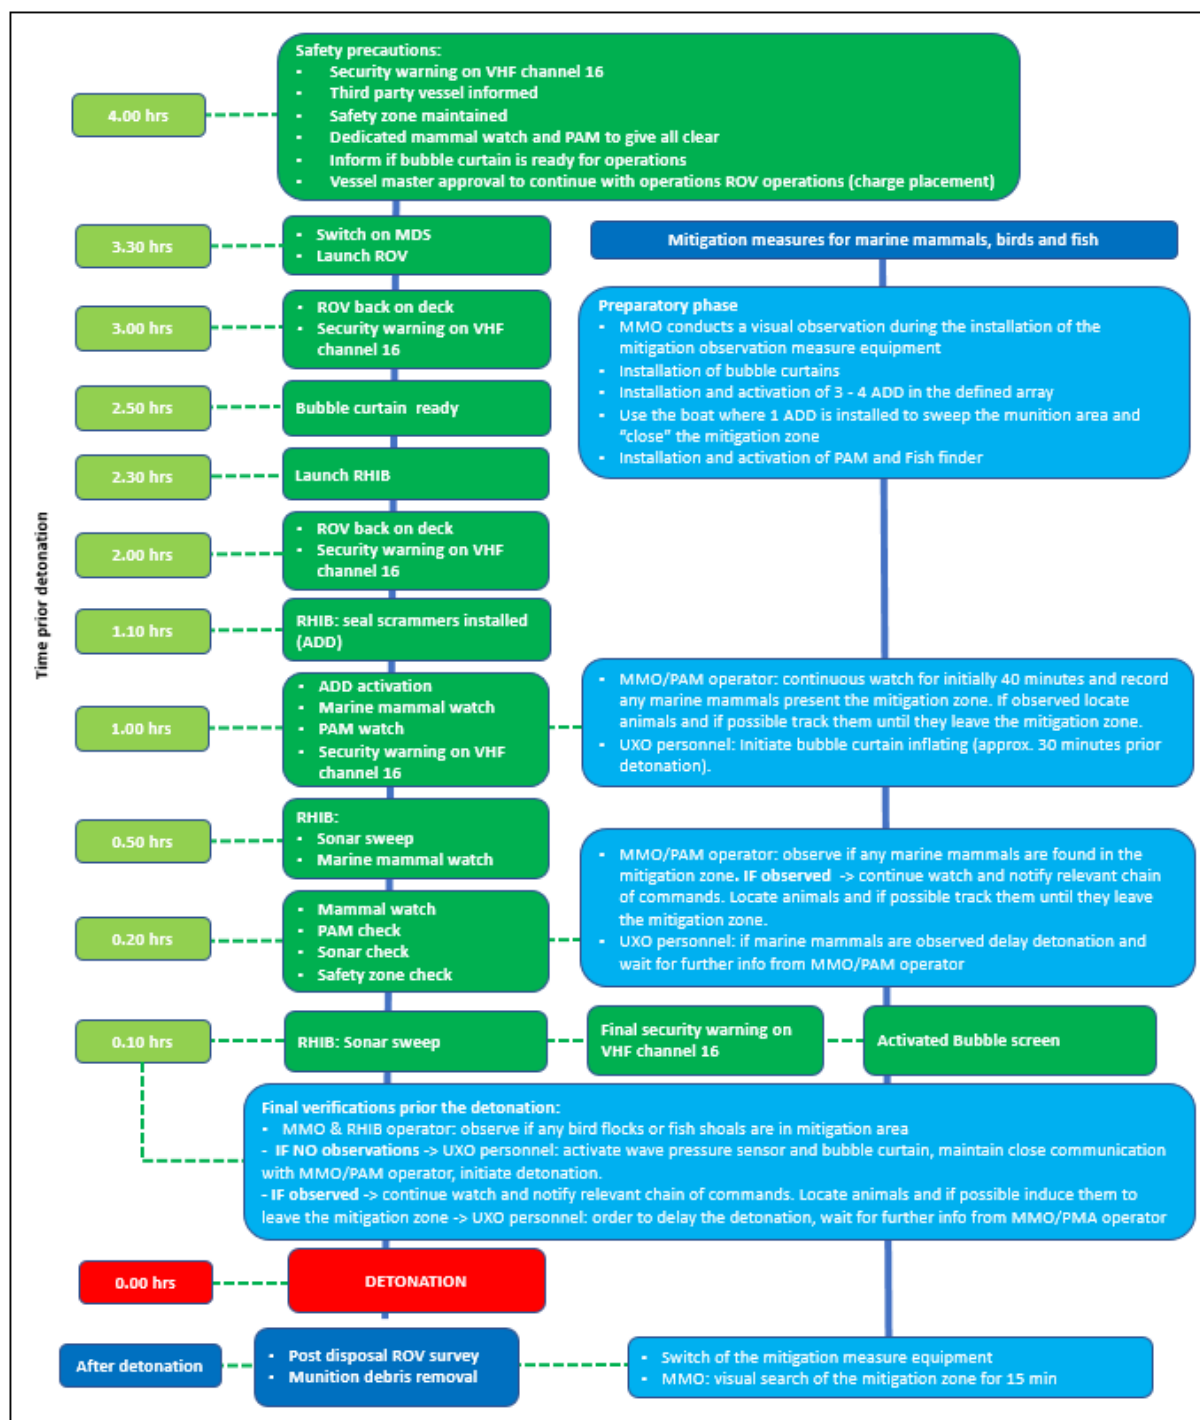 Time prior detonation
4.00 hrs
Safety precautions:
- Security warning on VHF channel 16
- Third party vessel informed
- Safety zone maintained
- Dedicated mammal watch and PAM to give all clear
- Inform if bubble curtain is ready for operations
- Vessel master approval to continue with operations ROV operations (charge placement)
3.30 hrs
- Switch on MDS
- Launch ROV
Mitigation measures for marine mammals, birds and fish
3.00 hrs
- ROV back on deck
- Security warning on VHF
channel 16
Preparatory phase
- MMO conducts a visual observation during the installation of the
mitigation observation measure equipment
- Installation of bubble curtains
- Installation and activation of 3 - 4 ADD in the defined array
- Use the boat where 1 ADD is installed to sweep the munition area and
“close” the mitigation zone
- Installation and activation of PAM and Fish finder
2.50 hrs
Bubble curtain ready
2.30 hrs
Launch RHIB
2.00 hrs
- ROV back on deck
- Security warning on VHF
channel 16
1.10 hrs
RHIB: seal scrammers installed
(ADD)
1.00 hrs
- ADD activation
- Marine mammal watch
- PAM watch
- Security warning on VHF
channel 16
- MMO/PAM operator: continuous watch for initially 40 minutes and record
any marine mammals present the mitigation zone. If observed locate
animals and if possible track them until they leave the mitigation zone.
- UXO personnel: Initiate bubble curtain inflating (approx. 30 minutes prior
detonation).
0.50 hrs
RHIB:
- Sonar sweep
- Marine mammal watch
0.20 hrs
- Mammal watch
- PAM check
- Sonar check
- Safety zone check
- MMO/PAM operator: observe if any marine mammals are found in the
mitigation zone. IF observed -> continue watch and notify relevant chain
of commands. Locate animals and if possible track them until they leave
the mitigation zone.
- UXO personnel: if marine mammals are observed delay detonation and
wait for further info from MMO/PAM operator
0.10 hrs
RHIB: Sonar sweep
Final security warning on
VHF channel 16
Activated Bubble screen
Final verifications prior the detonation:
- MMO & RHIB operator: observe if any bird flocks or fish shoals are in mitigation area
- IF NO observations -> UXO personnel: activate wave pressure sensor and bubble curtain, maintain close communication
with MMO/PAM operator, initiate detonation.
- IF observed -> continue watch and notify relevant chain of commands. Locate animals and if possible induce them to
leave the mitigation zone -> UXO personnel: order to delay the detonation, wait for further info from MMO/PMA operator
0.00 hrs
DETONATION
After detonation
- Post disposal ROV survey
- Munition debris removal
- Switch of the mitigation measure equipment
- MMO: visual search of the mitigation zone for 15 min